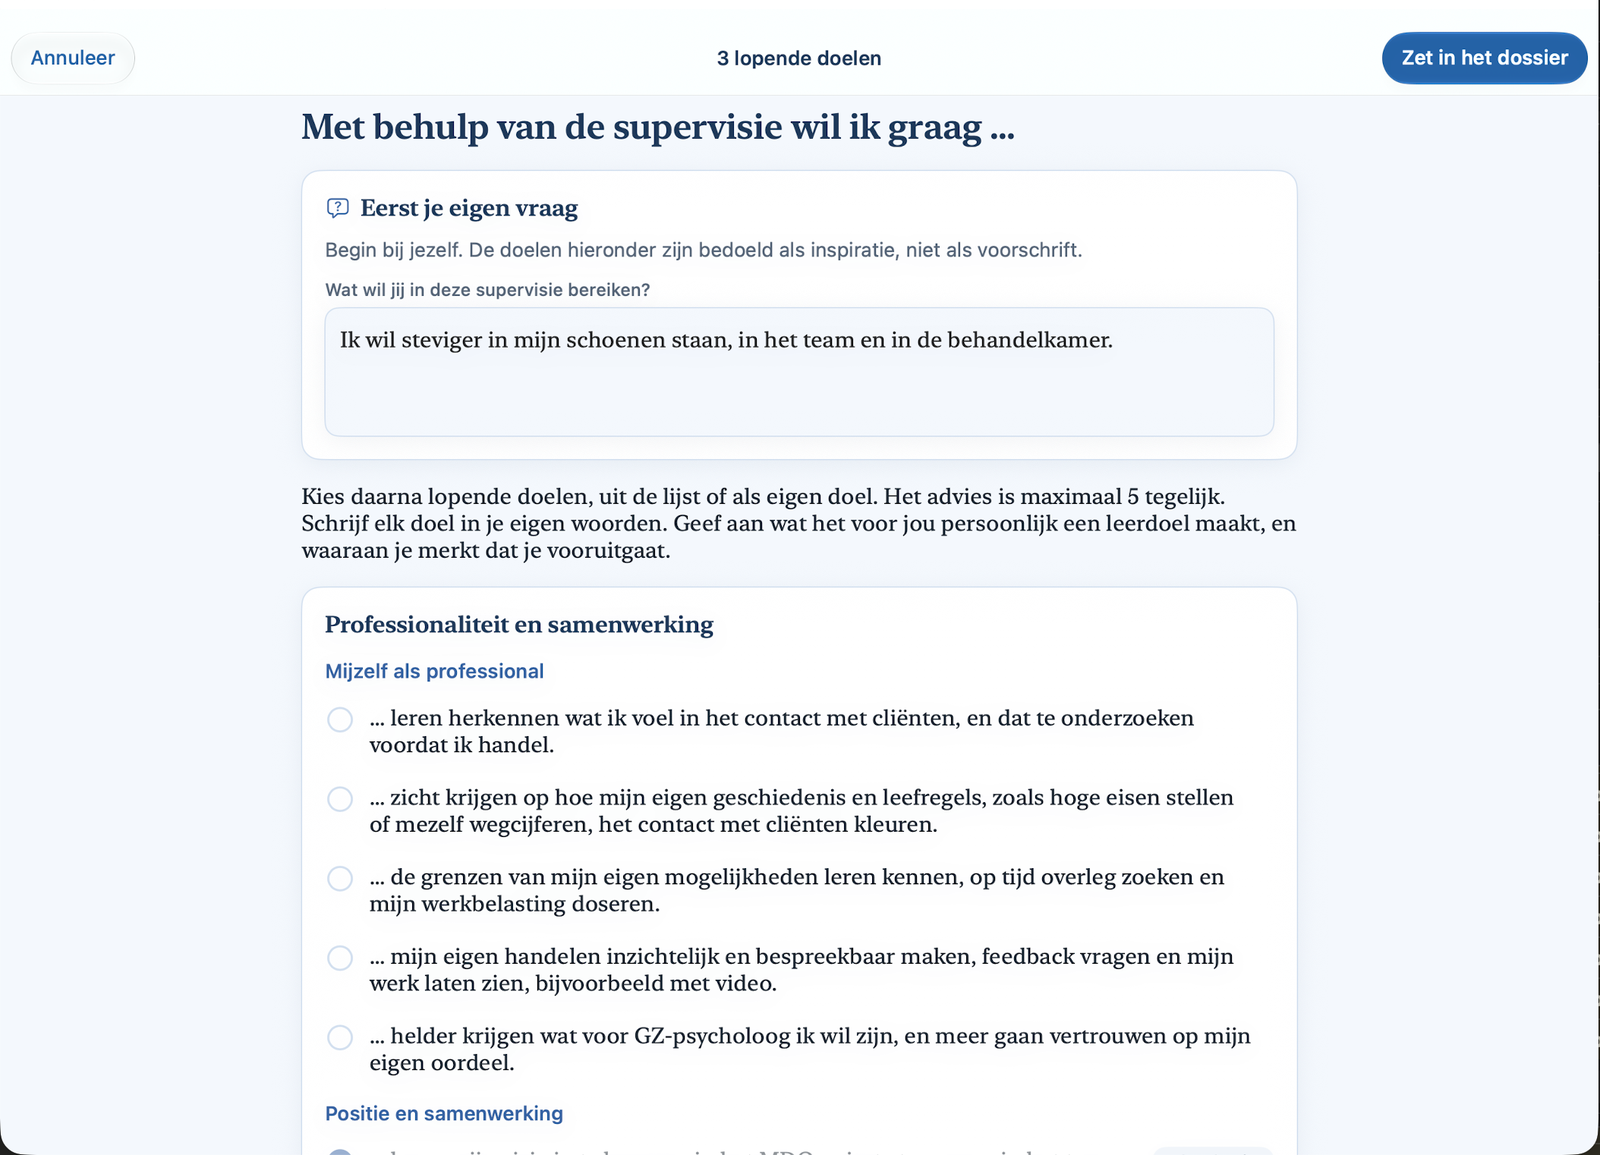 Annuleer
3 lopende doelen
Zet in het dossier
Met behulp van de supervisie wil ik graag ...
Eerst je eigen vraag
Begin bij jezelf. De doelen hieronder zijn bedoeld als inspiratie, niet als voorschrift.
Wat wil jij in deze supervisie bereiken?
Ik wil steviger in mijn schoenen staan, in het team en in de behandelkamer.
Kies daarna lopende doelen, uit de lijst of als eigen doel. Het advies is maximaal 5 tegelijk.
Schrijf elk doel in je eigen woorden. Geef aan wat het voor jou persoonlijk een leerdoel maakt, en
waaraan je merkt dat je vooruitgaat.
Professionaliteit en samenwerking
Mijzelf als professional
... leren herkennen wat ik voel in het contact met cliënten, en dat te onderzoeken
voordat ik handel.
... zicht krijgen op hoe mijn eigen geschiedenis en leefregels, zoals hoge eisen stellen
of mezelf wegcijferen, het contact met cliënten kleuren.
... de grenzen van mijn eigen mogelijkheden leren kennen, op tijd overleg zoeken en
mijn werkbelasting doseren.
... mijn eigen handelen inzichtelijk en bespreekbaar maken, feedback vragen en mijn
werk laten zien, bijvoorbeeld met video.
... helder krijgen wat voor GZ-psycholoog ik wil zijn, en meer gaan vertrouwen op mijn
eigen oordeel.
Positie en samenwerking